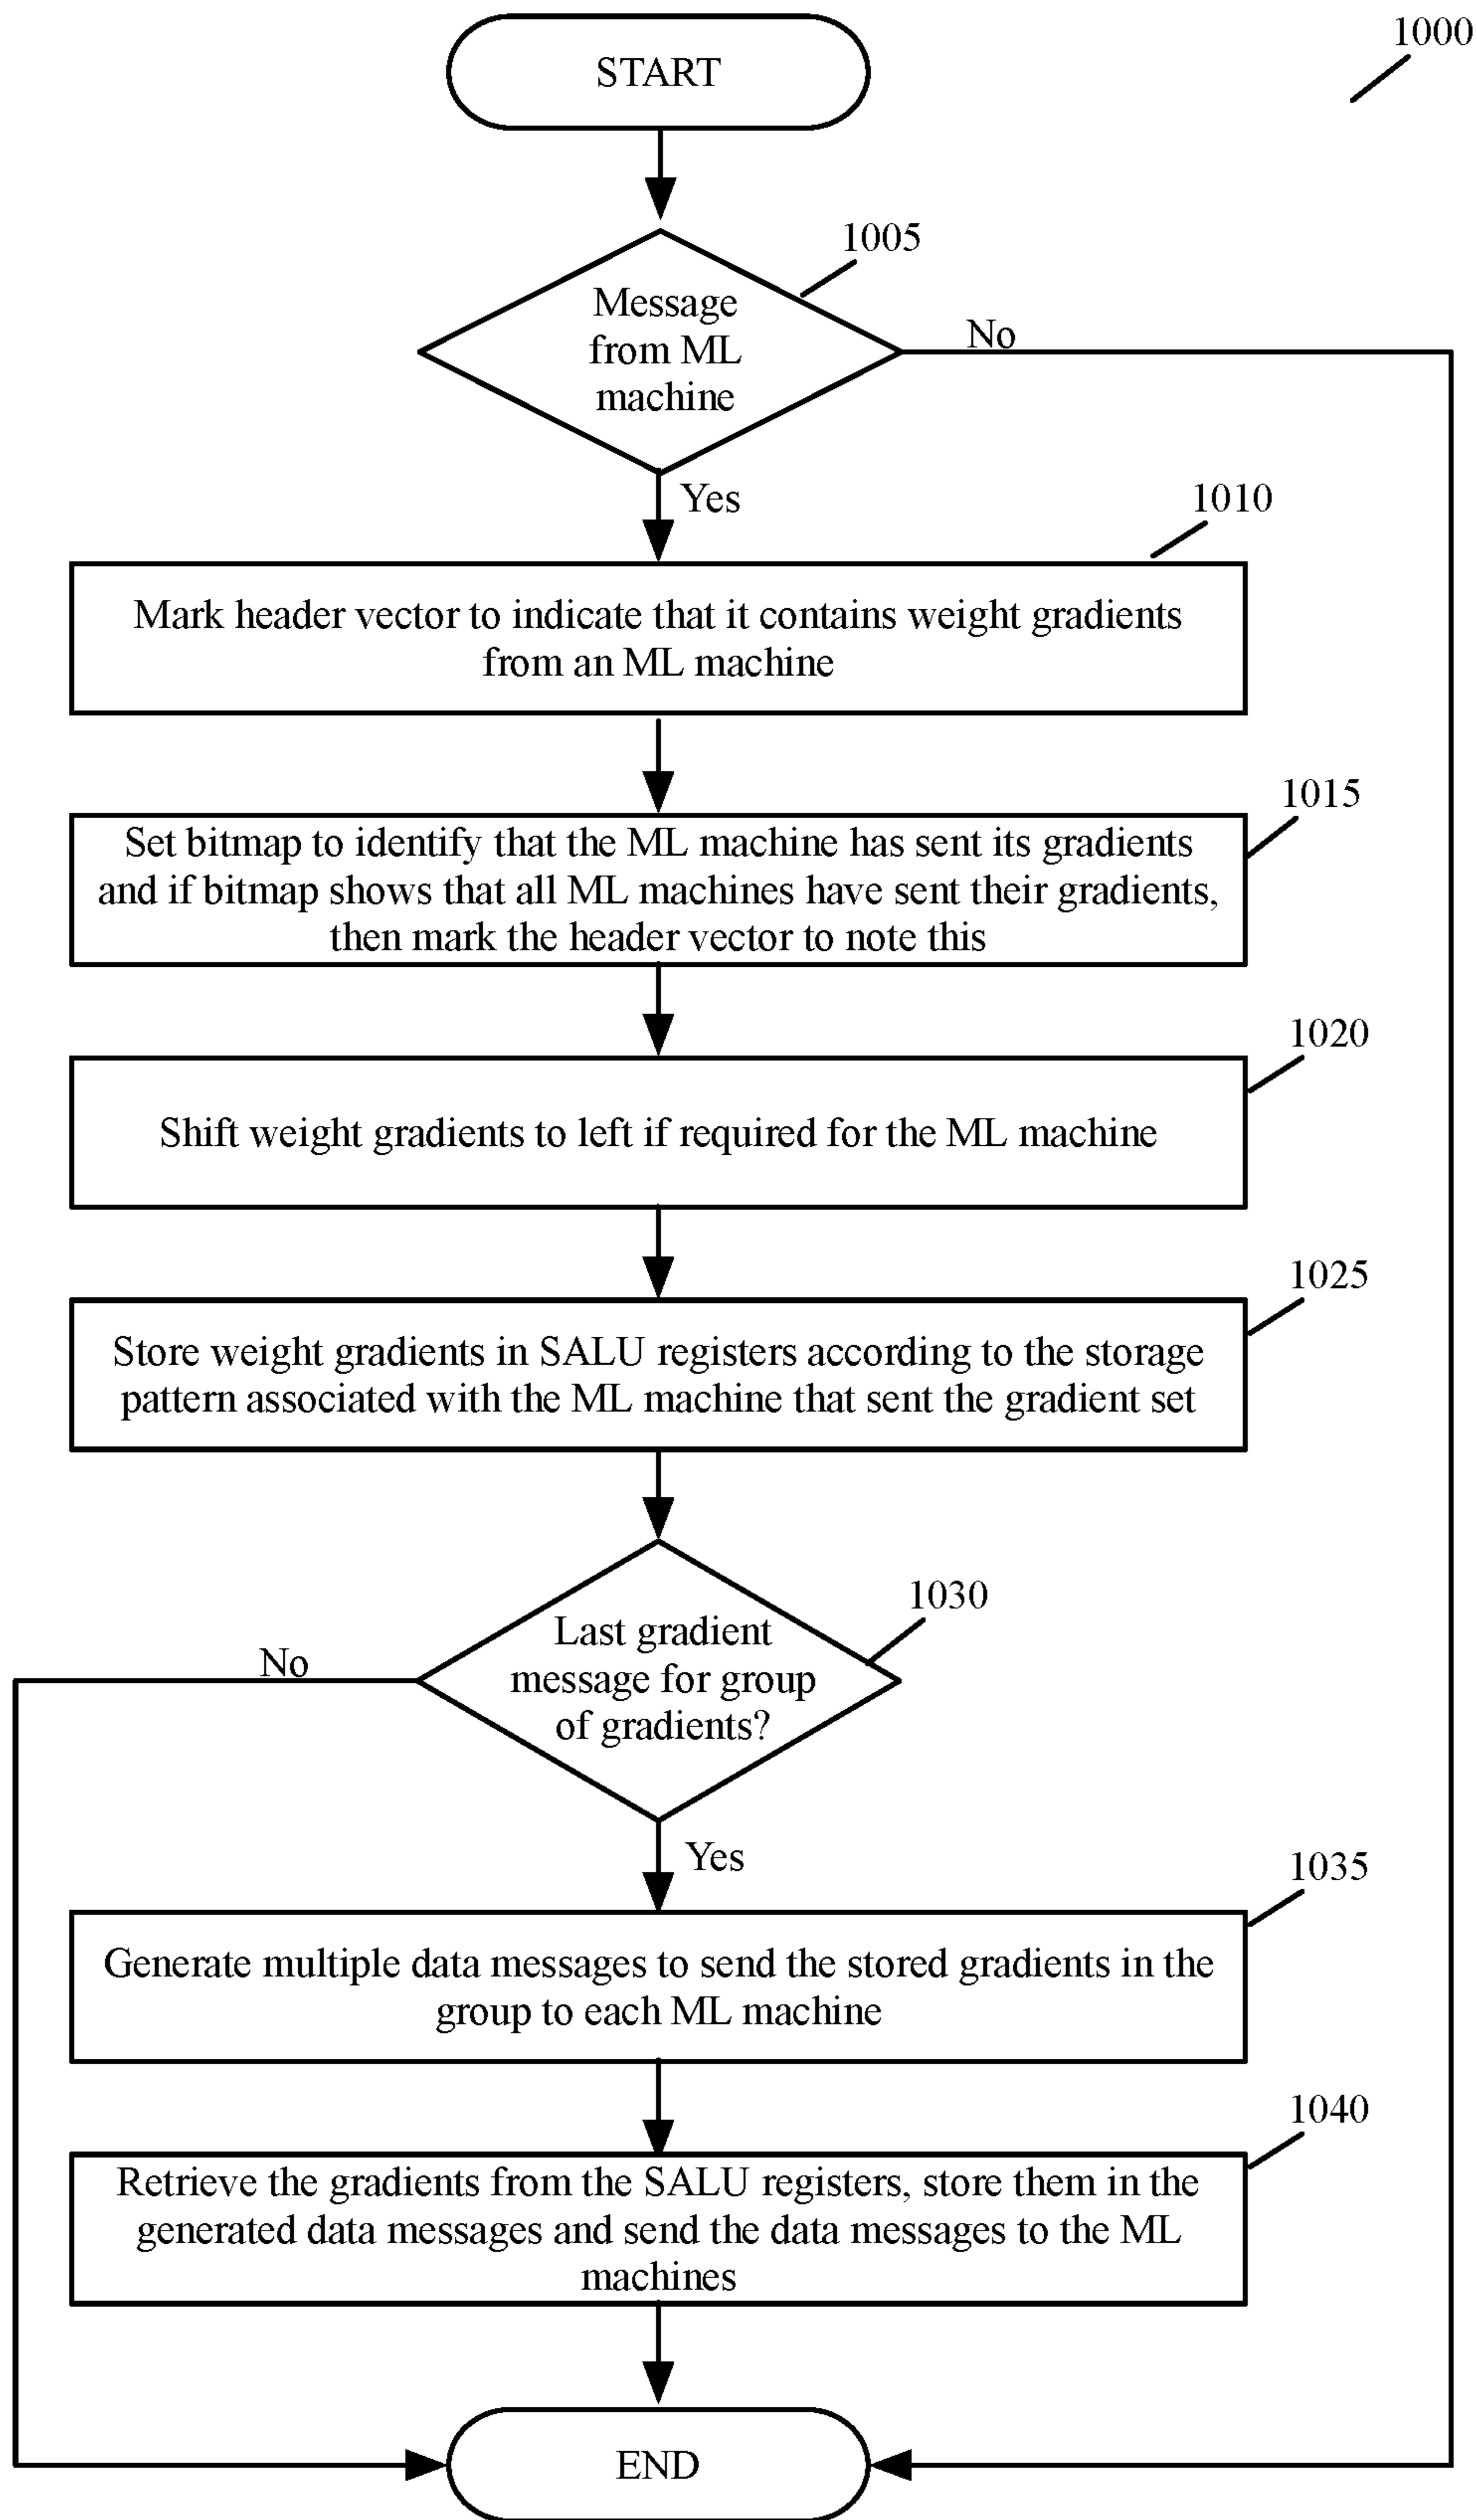 1000
START
1005
Message
from ML
machine
No
Yes
1010
Mark header vector to indicate that it contains weight gradients
from an ML machine
1015
Set bitmap to identify that the ML machine has sent its gradients
and if bitmap shows that all ML machines have sent their gradients,
then mark the header vector to note this
1020
Shift weight gradients to left if required for the ML machine
1025
Store weight gradients in SALU registers according to the storage
pattern associated with the ML machine that sent the gradient set
1030
Last gradient
message for group
of gradients?
No
Yes
1035
Generate multiple data messages to send the stored gradients in the
group to each ML machine
1040
Retrieve the gradients from the SALU registers, store them in the
generated data messages and send the data messages to the ML
machines
END